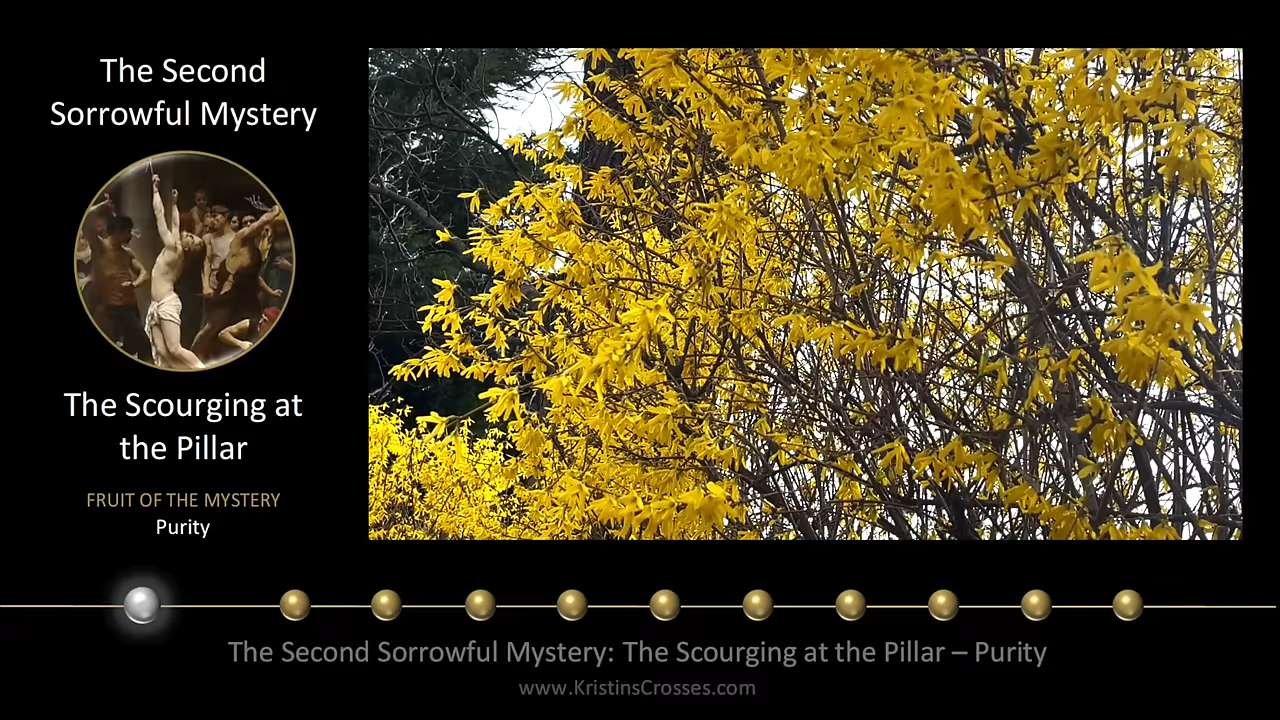 The Second
Sorrowful Mystery
The Scourging at
the Pillar
FRUIT OF THE MYSTERY
Purity
The Second Sorrowful Mystery: The Scourging at the Pillar – Purity
www.KristinsCrosses.com